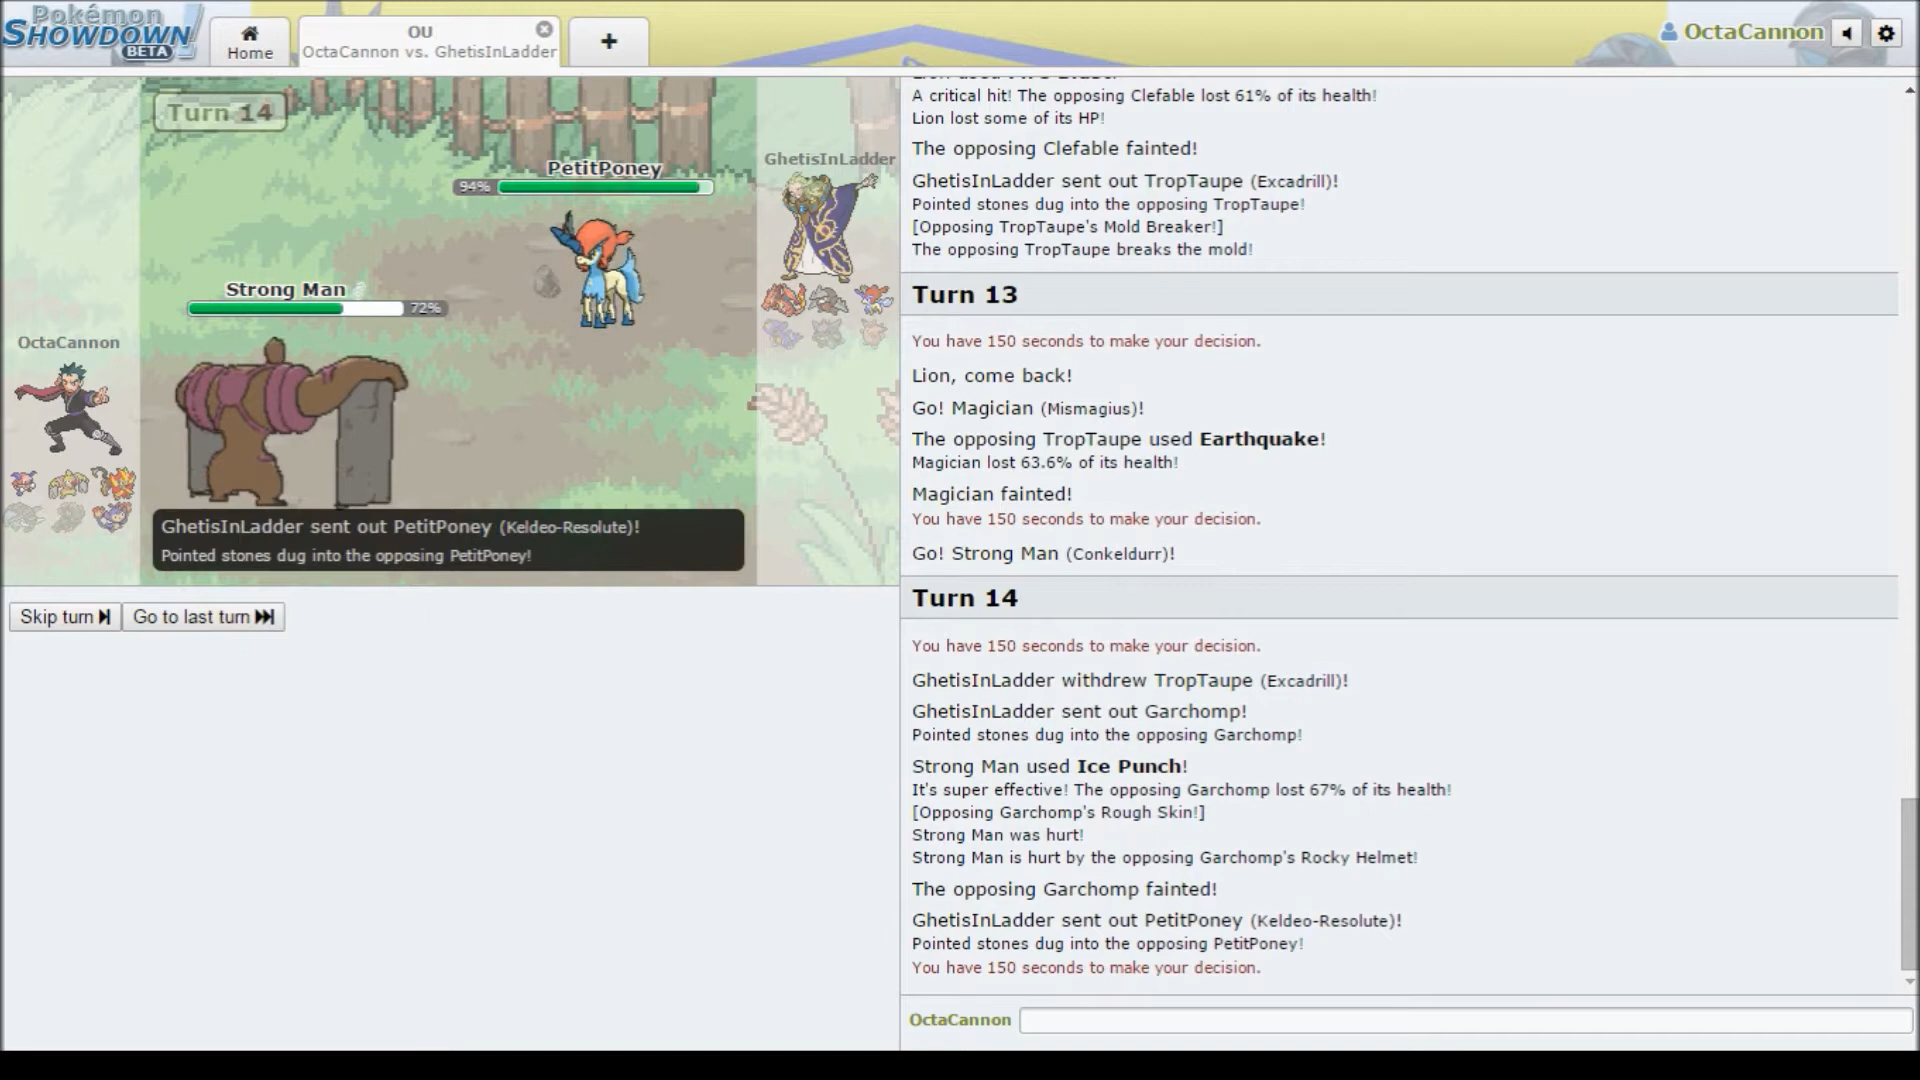 Pokémon
SHOWDOWN
BETA
Home
OU
OctaCannon vs. GhetisInLadder
+
OctaCannon
Turn 14
PetitPoney
94%
GhetisInLadder
Strong Man
72%
OctaCannon
GhetisInLadder sent out PetitPoney (Keldeo-Resolute)!
Pointed stones dug into the opposing PetitPoney!
Skip turn
Go to last turn
A critical hit! The opposing Clefable lost 61% of its health!
Lion lost some of its HP!
The opposing Clefable fainted!
GhetisInLadder sent out TropTaupe (Excadrill)!
Pointed stones dug into the opposing TropTaupe!
[Opposing TropTaupe's Mold Breaker!]
The opposing TropTaupe breaks the mold!
Turn 13
You have 150 seconds to make your decision.
Lion, come back!
Go! Magician (Mismagius)!
The opposing TropTaupe used Earthquake!
Magician lost 63.6% of its health!
Magician fainted!
You have 150 seconds to make your decision.
Go! Strong Man (Conkeldurr)!
Turn 14
You have 150 seconds to make your decision.
GhetisInLadder withdrew TropTaupe (Excadrill)!
GhetisInLadder sent out Garchomp!
Pointed stones dug into the opposing Garchomp!
Strong Man used Ice Punch!
It's super effective! The opposing Garchomp lost 67% of its health!
[Opposing Garchomp's Rough Skin!]
Strong Man was hurt!
Strong Man is hurt by the opposing Garchomp's Rocky Helmet!
The opposing Garchomp fainted!
GhetisInLadder sent out PetitPoney (Keldeo-Resolute)!
Pointed stones dug into the opposing PetitPoney!
You have 150 seconds to make your decision.
OctaCannon